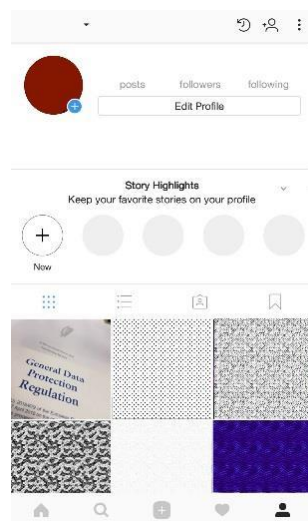 posts followers following
Edit Profile
Story Highlights
Keep your favorite stories on your profile
New
General Data
Protection
Regulation